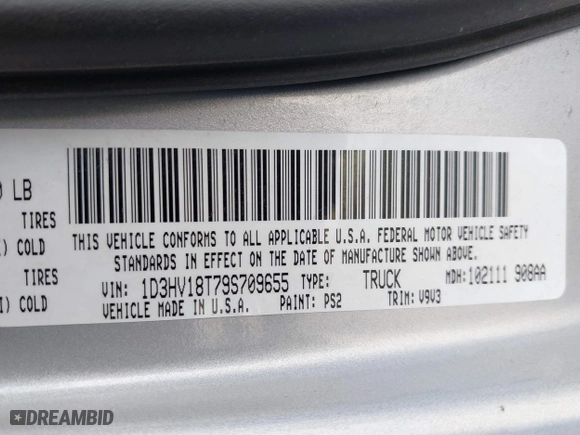 0 LB
TIRES
) COLD
TIRES
I) COLD
THIS VEHICLE CONFORMS TO ALL APPLICABLE U.S.A. FEDERAL MOTOR VEHICLE SAFETY
STANDARDS IN EFFECT ON THE DATE OF MANUFACTURE SHOWN ABOVE.
VIN: 1D3HV18T79S709655 TYPE: TRUCK MDH: 102111 908AA
VEHICLE MADE IN U.S.A. PAINT: PS2 TRIM: V9V3
DREAMBID